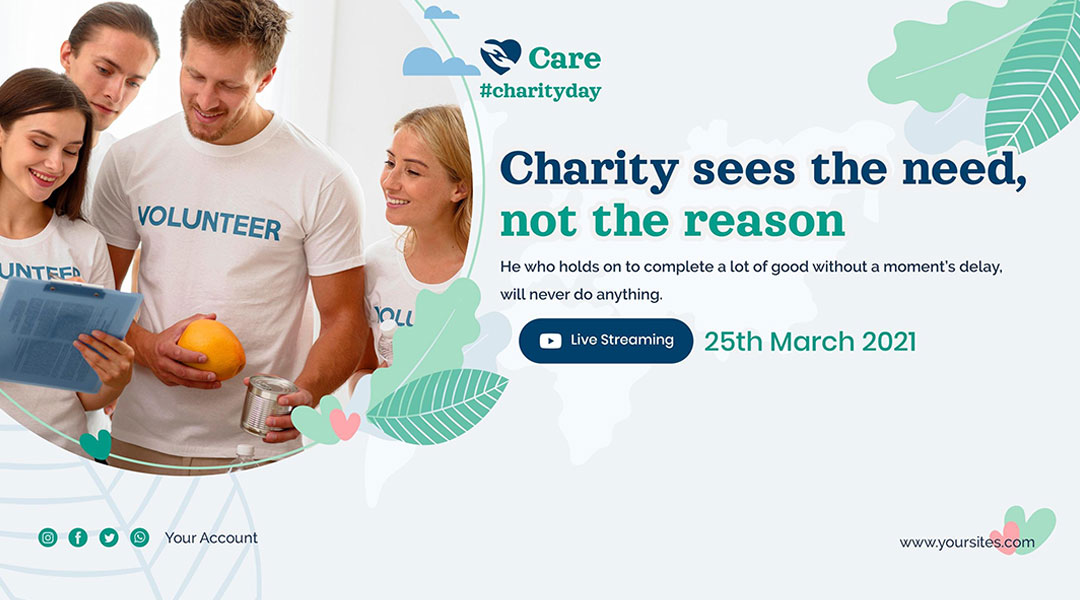 Care
#charityday
Charity sees the need,
not the reason
He who holds on to complete a lot of good without a moment's delay,
will never do anything.
Live Streaming 25th March 2021
VOLUNTEER
UNTEER
VOLU
Your Account
www.yoursites.com